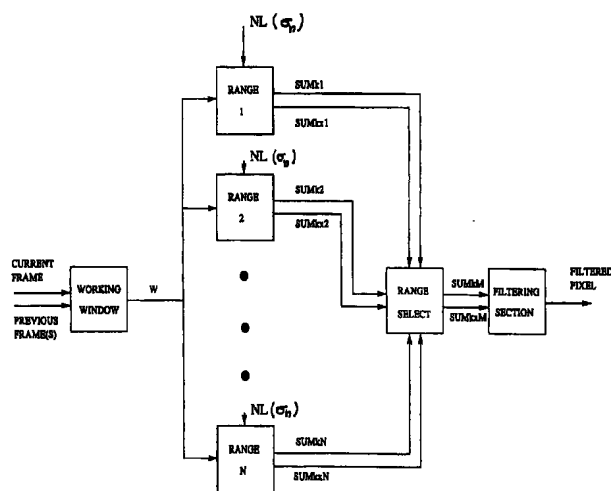 NL (σn)
RANGE
1
SUMk1
SUMkx1
NL (σn)
RANGE
2
SUMk2
SUMkx2
CURRENT
FRAME
PREVIOUS
FRAME(S)
WORKING
WINDOW
W
RANGE
SELECT
SUMkM
SUMkxM
FILTERING
SECTION
FILTERED
PIXEL
NL (σn)
RANGE
N
SUMkN
SUMkxN